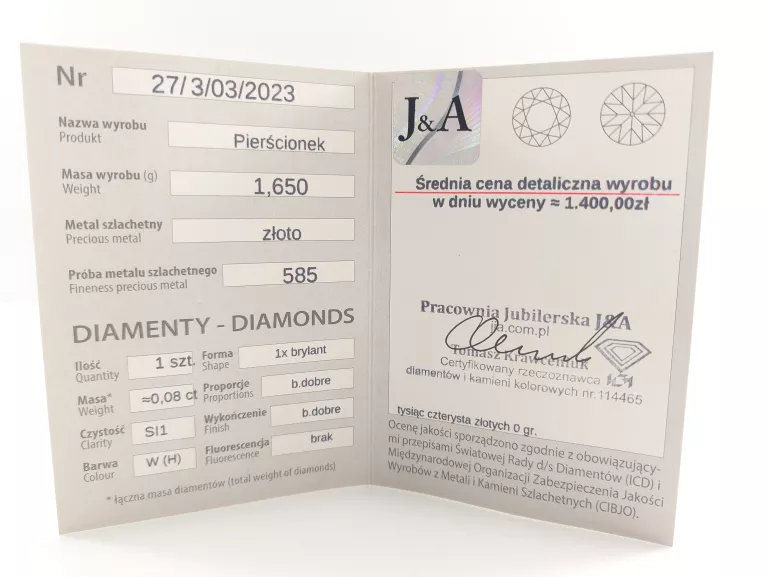 Nr 27/3/03/2023
Nazwa wyrobu
Produkt
Pierścionek
Masa wyrobu (g)
Weight
1,650
Metal szlachetny
Precious metal
złoto
Próba metalu szlachetnego
Fineness precious metal
585
DIAMENTY - DIAMONDS
Ilość
Quantity
1 szt.
Forma
Shape
1x brylant
Masa*
Weight
≈0,08 ct
Proporcje
Proportions
b.dobre
Czystość
Clarity
SI1
Wykończenie
Finish
b.dobre
Barwa
Colour
W (H)
Fluorescencja
Fluorescence
brak
* łączna masa diamentów (total weight of diamonds)
J&A
Średnia cena detaliczna wyrobu
w dniu wyceny ≈ 1.400,00zł
Pracownia Jubilerska J&A
jia.com.pl
Tomasz Krawczuk
Certyfikowany rzeczoznawca
diamentów i kamieni kolorowych nr.114465
tysiąc czterysta złotych 0 gr.
Ocenę jakości sporządzono zgodnie z obowiązujący-
mi przepisami Światowej Rady d/s Diamentów (ICD) i
Międzynarodowej Organizacji Zabezpieczenia Jakości
Wyrobów z Metali i Kamieni Szlachetnych (CIBJO).